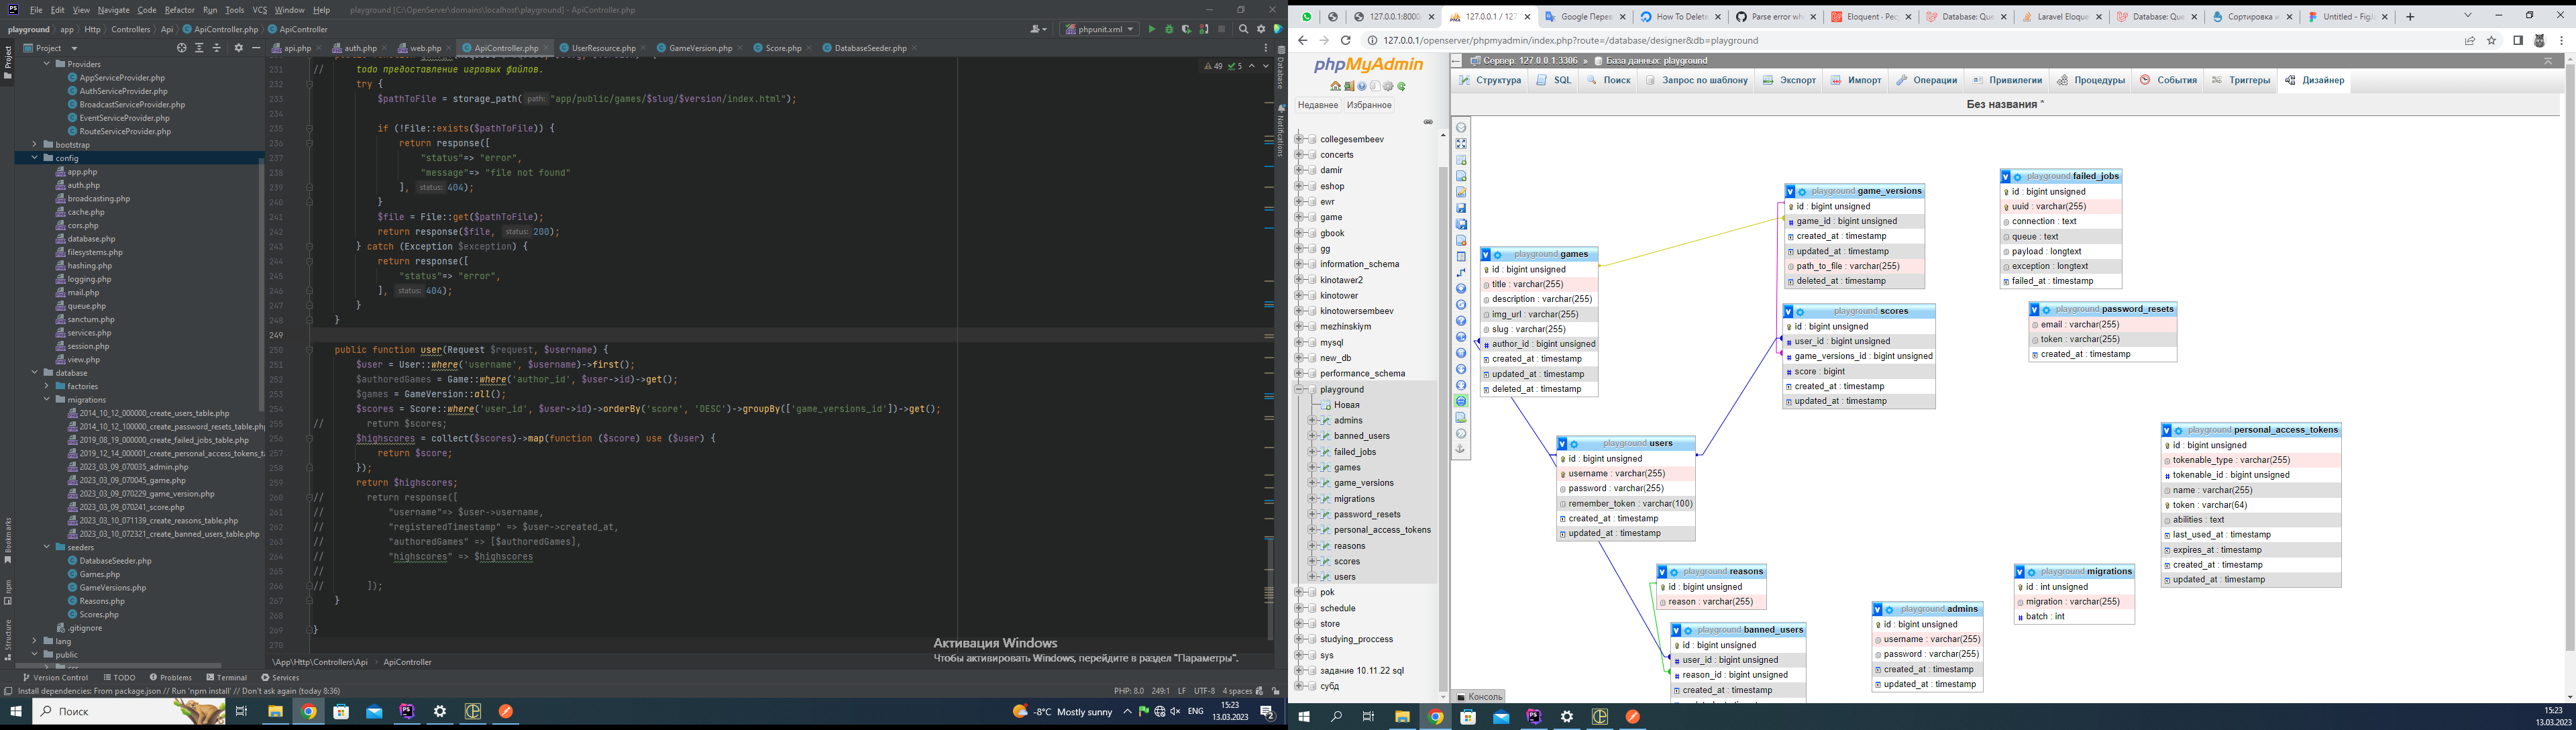 File Edit View Navigate Code Refactor Run Tools VCS Window Help playground [C:\OpenServer\domains\localhost\playground] - ApiController.php
playground app Http Controllers Api ApiController.php ApiController
phpunit.xml
Project
api.php auth.php web.php ApiController.php UserResource.php GameVersion.php Score.php DatabaseSeeder.php
Providers
AppServiceProvider.php
AuthServiceProvider.php
BroadcastServiceProvider.php
EventServiceProvider.php
RouteServiceProvider.php
bootstrap
config
app.php
auth.php
broadcasting.php
cache.php
cors.php
database.php
filesystems.php
hashing.php
logging.php
mail.php
queue.php
sanctum.php
services.php
session.php
view.php
database
factories
migrations
2014_10_12_000000_create_users_table.php
2014_10_12_100000_create_password_resets_table.php
2019_08_19_000000_create_failed_jobs_table.php
2019_12_14_000001_create_personal_access_tokens_ta
2023_03_09_070035_admin.php
2023_03_09_070045_game.php
2023_03_09_070229_game_version.php
2023_03_09_070241_score.php
2023_03_10_071139_create_reasons_table.php
2023_03_10_072321_create_banned_users_table.php
seeders
DatabaseSeeder.php
Games.php
GameVersions.php
Reasons.php
Scores.php
.gitignore
lang
public
49 5
231 // todo предоставление игровых файлов.
232 try {
233 $pathToFile = storage_path( path: "app/public/games/$slug/$version/index.html");
234
235 if (!File::exists($pathToFile)) {
236 return response([
237 "status"=> "error",
238 "message"=> "file not found"
239 ], status: 404);
240 }
241 $file = File::get($pathToFile);
242 return response($file, status: 200);
243 } catch (Exception $exception) {
244 return response([
245 "status"=> "error",
246 ], status: 404);
247 }
248 }
249
250 public function user(Request $request, $username) {
251 $user = User::where('username', $username)->first();
252 $authoredGames = Game::where('author_id', $user->id)->get();
253 $games = GameVersion::all();
254 $scores = Score::where('user_id', $user->id)->orderBy('score', 'DESC')->groupBy(['game_versions_id'])->get();
// return $scores;
256 $highscores = collect($scores)->map(function ($score) use ($user) {
257 return $score;
258 });
259 return $highscores;
260 // return response([
261 // "username"=> $user->username,
262 // "registeredTimestamp" => $user->created_at,
263 // "authoredGames" => [$authoredGames],
264 // "highscores" => $highscores
265 //
266 // ]);
267 }
268
269 }
270
\App\Http\Controllers\Api ApiController
Активация Windows
Чтобы активировать Windows, перейдите в раздел "Параметры".
Version Control TODO Problems Terminal Services
Install dependencies: From package.json // Run 'npm install' // Don't ask again (today 8:36)
PHP: 8.0 249:1 LF UTF-8 4 spaces
Project
Bookmarks
npm
Structure
Database
Notifications
Поиск
-8°C Mostly sunny ENG 15:23
13.03.2023
2
127.0.0.1:8000 127.0.0.1 / 127 Google Перев How To Delete Parse error wh Eloquent - Рес Database: Que Laravel Eloque Database: Que Сортировка и Untitled - FigJa
127.0.0.1/openserver/phpmyadmin/index.php?route=/database/designer&db=playground
phpMyAdmin
Недавнее Избранное
collegesembeev
concerts
damir
eshop
ewr
game
gbook
gg
information_schema
kinotawer2
kinotower
kinotowersembeev
mezhinskiym
mysql
new_db
performance_schema
playground
Новая
admins
banned_users
failed_jobs
games
game_versions
migrations
password_resets
personal_access_tokens
reasons
scores
users
pok
schedule
store
studying_proccess
sys
задание 10.11.22 sql
субд
Сервер: 127.0.0.1:3306 » База данных: playground
Структура SQL Поиск Запрос по шаблону Экспорт Импорт Операции Привилегии Процедуры События Триггеры Дизайнер
Без названия *
playground games
id : bigint unsigned
title : varchar(255)
description : varchar(255)
img_url : varchar(255)
slug : varchar(255)
author_id : bigint unsigned
created_at : timestamp
updated_at : timestamp
deleted_at : timestamp
playground game_versions
id : bigint unsigned
game_id : bigint unsigned
created_at : timestamp
updated_at : timestamp
path_to_file : varchar(255)
deleted_at : timestamp
playground scores
id : bigint unsigned
user_id : bigint unsigned
game_versions_id : bigint unsigned
score : bigint
created_at : timestamp
updated_at : timestamp
playground failed_jobs
id : bigint unsigned
uuid : varchar(255)
connection : text
queue : text
payload : longtext
exception : longtext
failed_at : timestamp
playground password_resets
email : varchar(255)
token : varchar(255)
created_at : timestamp
playground personal_access_tokens
id : bigint unsigned
tokenable_type : varchar(255)
tokenable_id : bigint unsigned
name : varchar(255)
token : varchar(64)
abilities : text
last_used_at : timestamp
expires_at : timestamp
created_at : timestamp
updated_at : timestamp
playground users
id : bigint unsigned
username : varchar(255)
password : varchar(255)
remember_token : varchar(100)
created_at : timestamp
updated_at : timestamp
playground reasons
id : bigint unsigned
reason : varchar(255)
playground banned_users
id : bigint unsigned
user_id : bigint unsigned
reason_id : bigint unsigned
created_at : timestamp
playground admins
id : bigint unsigned
username : varchar(255)
password : varchar(255)
created_at : timestamp
updated_at : timestamp
playground migrations
id : int unsigned
migration : varchar(255)
batch : int
Консоль
15:23
13.03.2023